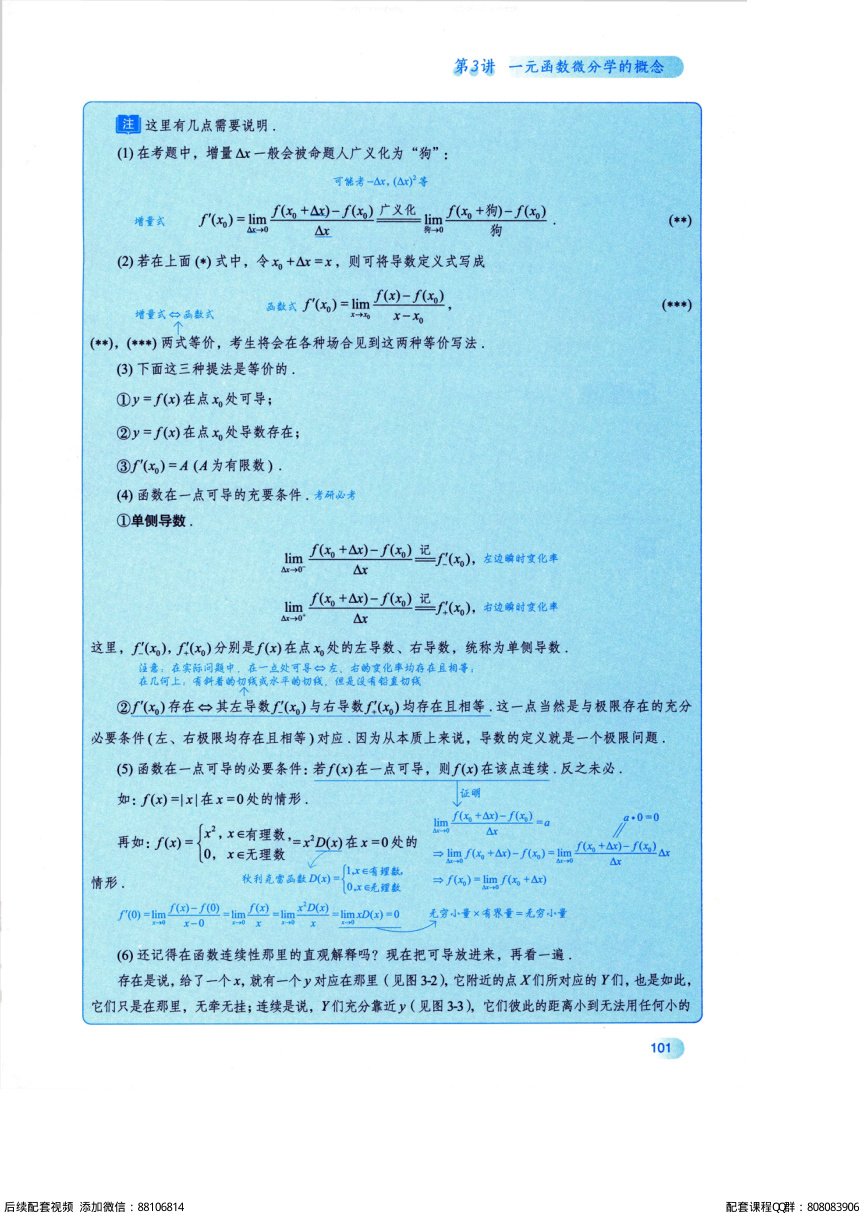 第3讲 一元函数微分学的概念
注 这里有几点需要说明.
(1) 在考题中，增量 Δx 一般会被命题人广义化为“狗”：
可能考 -Δx, (Δx)² 等
增量式 f′(x₀) = lim_{Δx→0} [f(x₀+Δx) - f(x₀)]/Δx ══广义化══ lim_{狗→0} [f(x₀+狗) - f(x₀)]/狗 . (**)
(2) 若在上面 (*) 式中，令 x₀ + Δx = x，则可将导数定义式写成
增量式⇔函数式 函数式 f′(x₀) = lim_{x→x₀} [f(x) - f(x₀)]/(x - x₀) , (***)
(**), (***) 两式等价，考生将会在各种场合见到这两种等价写法.
(3) 下面这三种提法是等价的.
①y = f(x) 在点 x₀ 处可导；
②y = f(x) 在点 x₀ 处导数存在；
③f′(x₀) = A (A 为有限数).
(4) 函数在一点可导的充要条件. 考研必考
①单侧导数.
lim_{Δx→0⁻} [f(x₀+Δx) - f(x₀)]/Δx ══记══ f′₋(x₀), 左边瞬时变化率
lim_{Δx→0⁺} [f(x₀+Δx) - f(x₀)]/Δx ══记══ f′₊(x₀), 右边瞬时变化率
这里，f′₋(x₀), f′₊(x₀) 分别是 f(x) 在点 x₀ 处的左导数、右导数，统称为单侧导数.
注意：在实际问题中，在一点处可导⇔左、右的变化率均存在且相等；
在几何上：有斜着的切线或水平的切线，但是没有铅直切线
②f′(x₀) 存在⇔其左导数 f′₋(x₀) 与右导数 f′₊(x₀) 均存在且相等. 这一点当然是与极限存在的充分
必要条件(左、右极限均存在且相等)对应. 因为从本质上来说，导数的定义就是一个极限问题.
(5) 函数在一点可导的必要条件：若 f(x) 在一点可导，则 f(x) 在该点连续. 反之未必.
如：f(x) = |x| 在 x = 0 处的情形.
证明
lim_{Δx→0} [f(x₀+Δx) - f(x₀)]/Δx = a
a•0=0
再如：f(x) = {x², x∈有理数, 0, x∈无理数 = x²D(x) 在 x = 0 处的
⇒ lim_{Δx→0} f(x₀+Δx) - f(x₀) = lim_{Δx→0} [f(x₀+Δx) - f(x₀)]/Δx Δx
情形.
狄利克雷函数 D(x) = {1, x∈有理数, 0, x∈无理数
⇒ f(x₀) = lim_{Δx→0} f(x₀+Δx)
f′(0) = lim_{x→0} [f(x) - f(0)]/(x-0) = lim_{x→0} f(x)/x = lim_{x→0} x²D(x)/x = lim_{x→0} xD(x) = 0 无穷小量×有界量=无穷小量
(6) 还记得在函数连续性那里的直观解释吗？现在把可导放进来，再看一遍.
存在是说，给了一个 x，就有一个 y 对应在那里（见图 3-2），它附近的点 X 们所对应的 Y 们，也是如此，
它们只是在那里，无牵无挂；连续是说，Y 们充分靠近 y（见图 3-3），它们彼此的距离小到无法用任何小的
101
后续配套视频 添加微信：88106814
配套课程QQ群：808083906